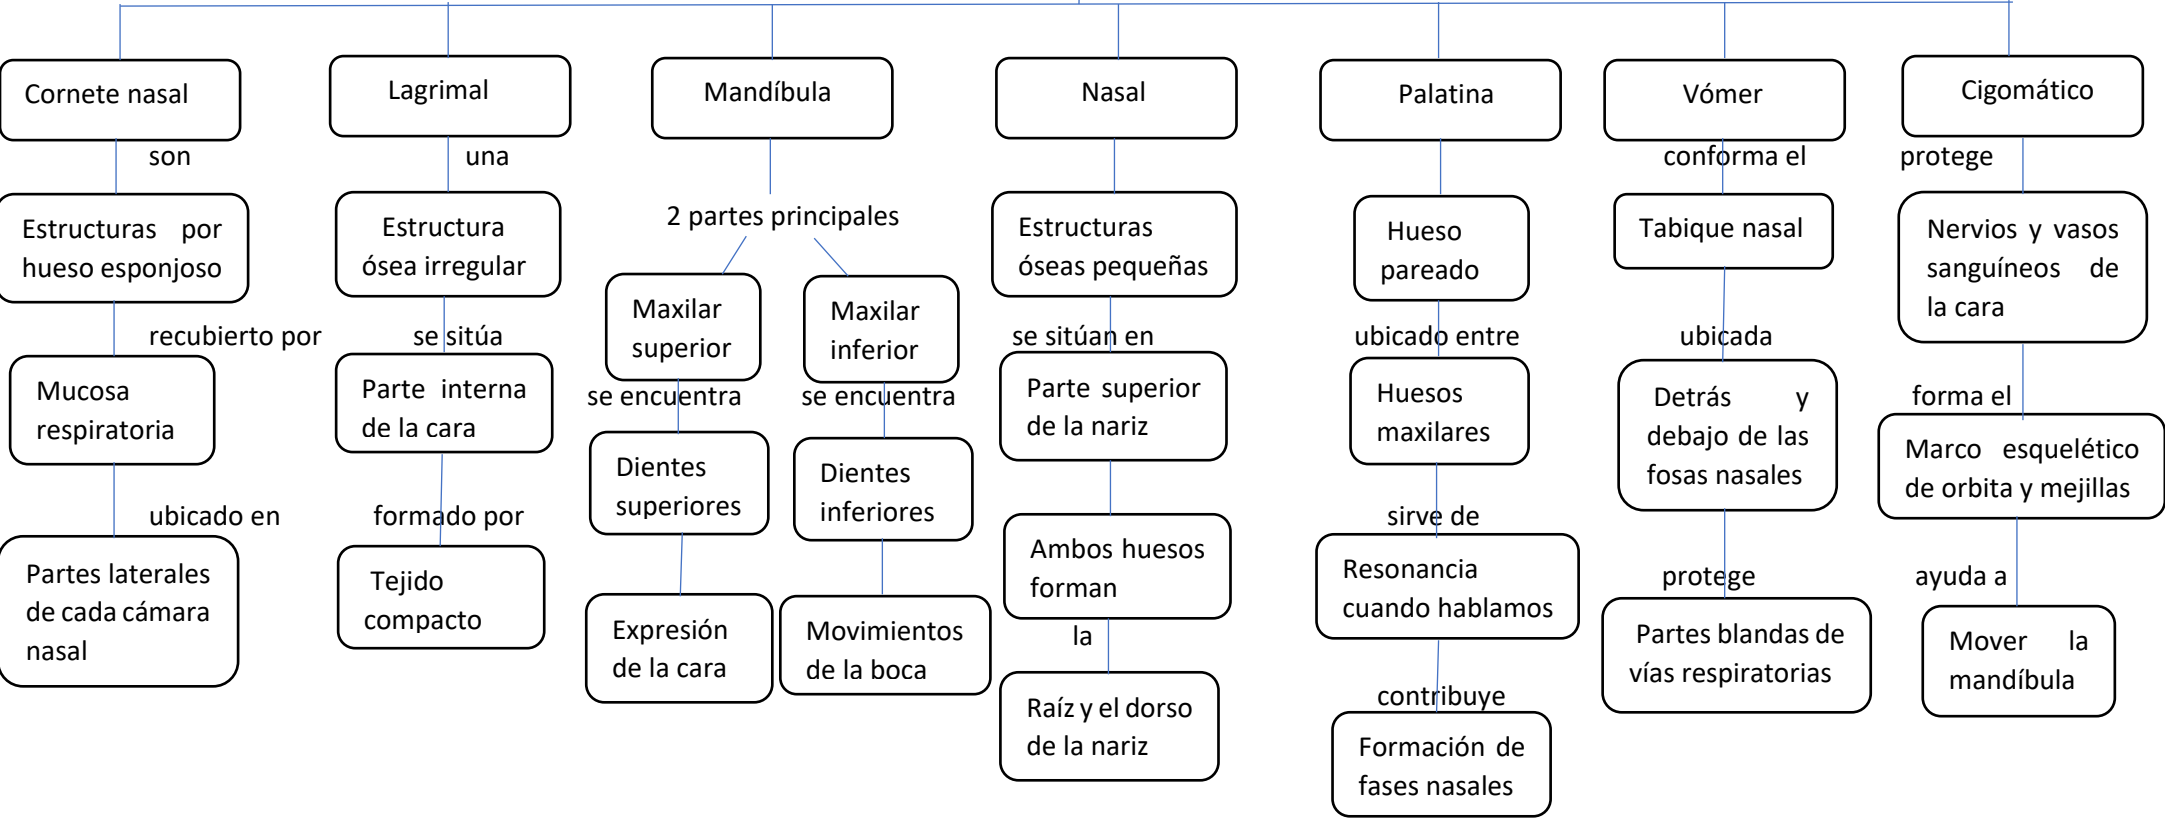 Cornete nasal
son
Estructuras por
hueso esponjoso
recubierto por
Mucosa
respiratoria
ubicado en
Partes laterales
de cada cámara
nasal
Lagrimal
una
Estructura
ósea irregular
se sitúa
Parte interna
de la cara
formado por
Tejido
compacto
Mandíbula
2 partes principales
Maxilar
superior
se encuentra
Dientes
superiores
Expresión
de la cara
Maxilar
inferior
se encuentra
Dientes
inferiores
Movimientos
de la boca
Nasal
Estructuras
óseas pequeñas
se sitúan en
Parte superior
de la nariz
Ambos huesos
forman
la
Raíz y el dorso
de la nariz
Palatina
Hueso
pareado
ubicado entre
Huesos
maxilares
sirve de
Resonancia
cuando hablamos
contribuye
Formación de
fases nasales
Vómer
conforma el
Tabique nasal
ubicada
Detrás y
debajo de las
fosas nasales
protege
Partes blandas de
vías respiratorias
Cigomático
protege
Nervios y vasos
sanguíneos de
la cara
forma el
Marco esquelético
de orbita y mejillas
ayuda a
Mover la
mandíbula